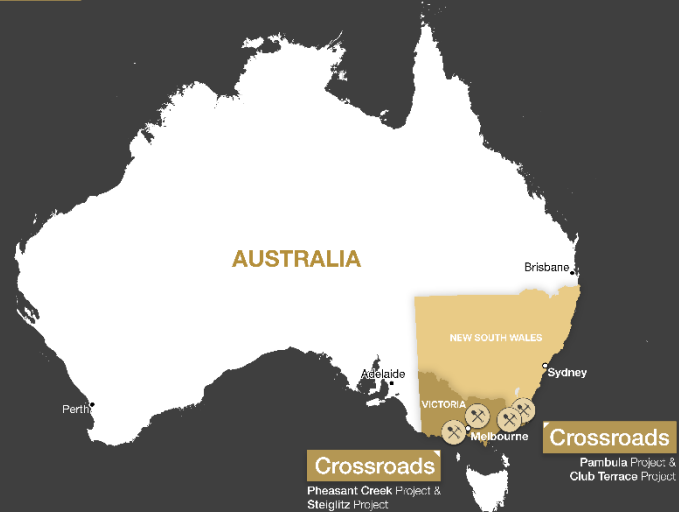 AUSTRALIA
Brisbane
NEW SOUTH WALES
Adelaide
Sydney
Perth
VICTORIA
Melbourne
Crossroads
Pambula Project &
Club Terrace Project
Crossroads
Pheasant Creek Project &
Steiglitz Project